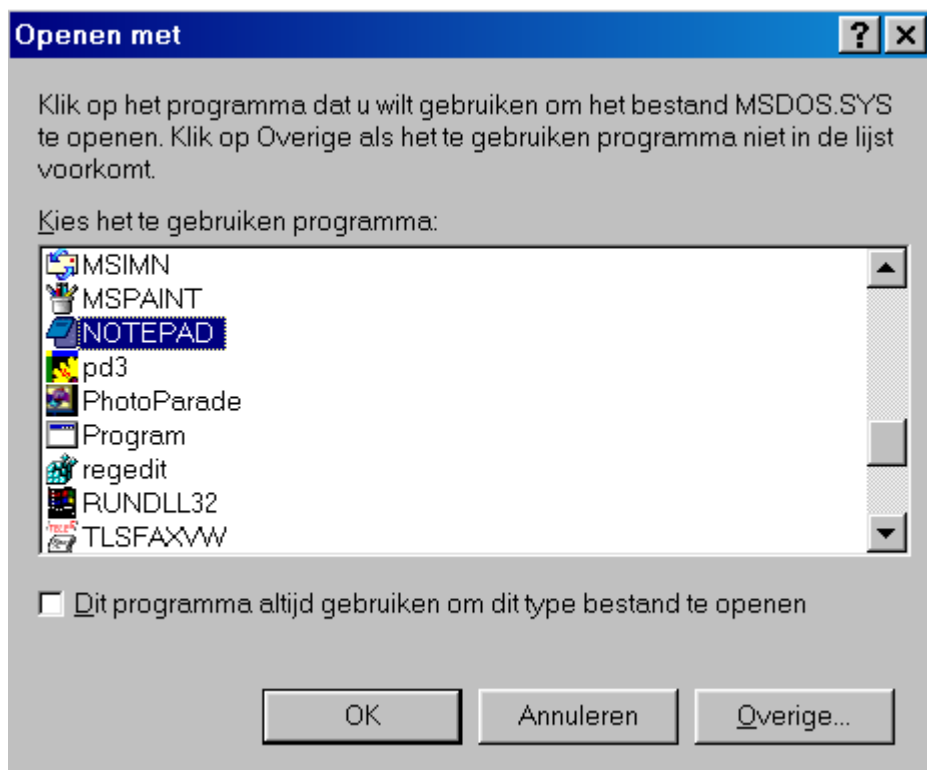 Openen met
Klik op het programma dat u wilt gebruiken om het bestand MSDOS.SYS
te openen. Klik op Overige als het te gebruiken programma niet in de lijst
voorkomt.
Kies het te gebruiken programma:
MSIMN
MSPAINT
NOTEPAD
pd3
PhotoParade
Program
regedit
RUNDLL32
TLSFAXVW
Dit programma altijd gebruiken om dit type bestand te openen
OK Annuleren Overige...